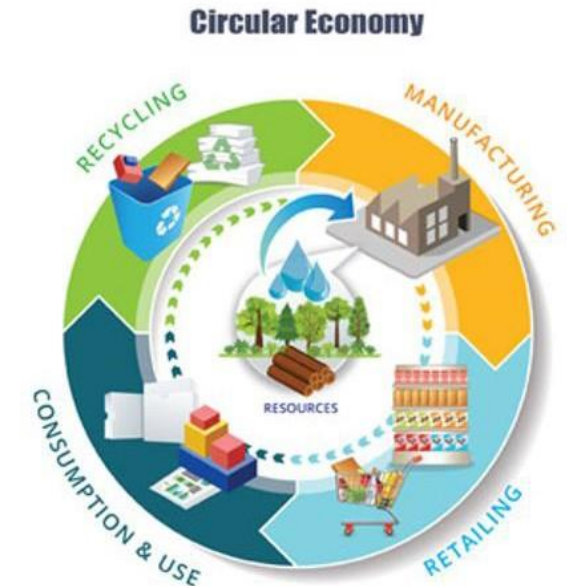 Circular Economy
RECYCLING
MANUFACTURING
RESOURCES
CONSUMPTION & USE
RETAILING